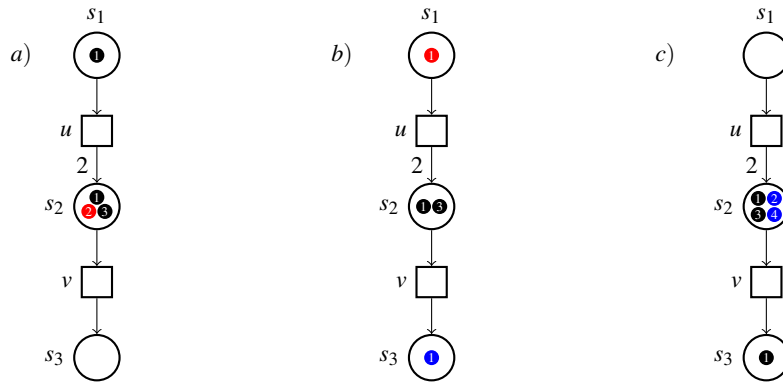 s1 s1 s1
a) 1 b) 1 c)
u u u
2 2 2
s2 1 2 3 s2 1 3 s2 1 2 3 4
v v v
s3 s3 1 s3 1